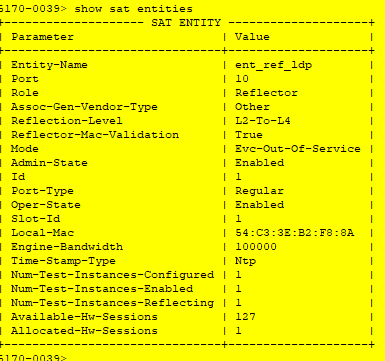 6170-0039> show sat entities
+---------------------- SAT ENTITY ----------------------+
| Parameter | Value |
+--------------------------------+---------------------+
| Entity-Name | ent_ref_ldp |
| Port | 10 |
| Role | Reflector |
| Assoc-Gen-Vendor-Type | Other |
| Reflection-Level | L2-To-L4 |
| Reflector-Mac-Validation | True |
| Mode | Evc-Out-Of-Service |
| Admin-State | Enabled |
| Id | 1 |
| Port-Type | Regular |
| Oper-State | Enabled |
| Slot-Id | 1 |
| Local-Mac | 54:C3:3E:B2:F8:8A |
| Engine-Bandwidth | 100000 |
| Time-Stamp-Type | Ntp |
| Num-Test-Instances-Configured | 1 |
| Num-Test-Instances-Enabled | 1 |
| Num-Test-Instances-Reflecting | 1 |
| Available-Hw-Sessions | 127 |
| Allocated-Hw-Sessions | 1 |
+--------------------------------+---------------------+
6170-0039>